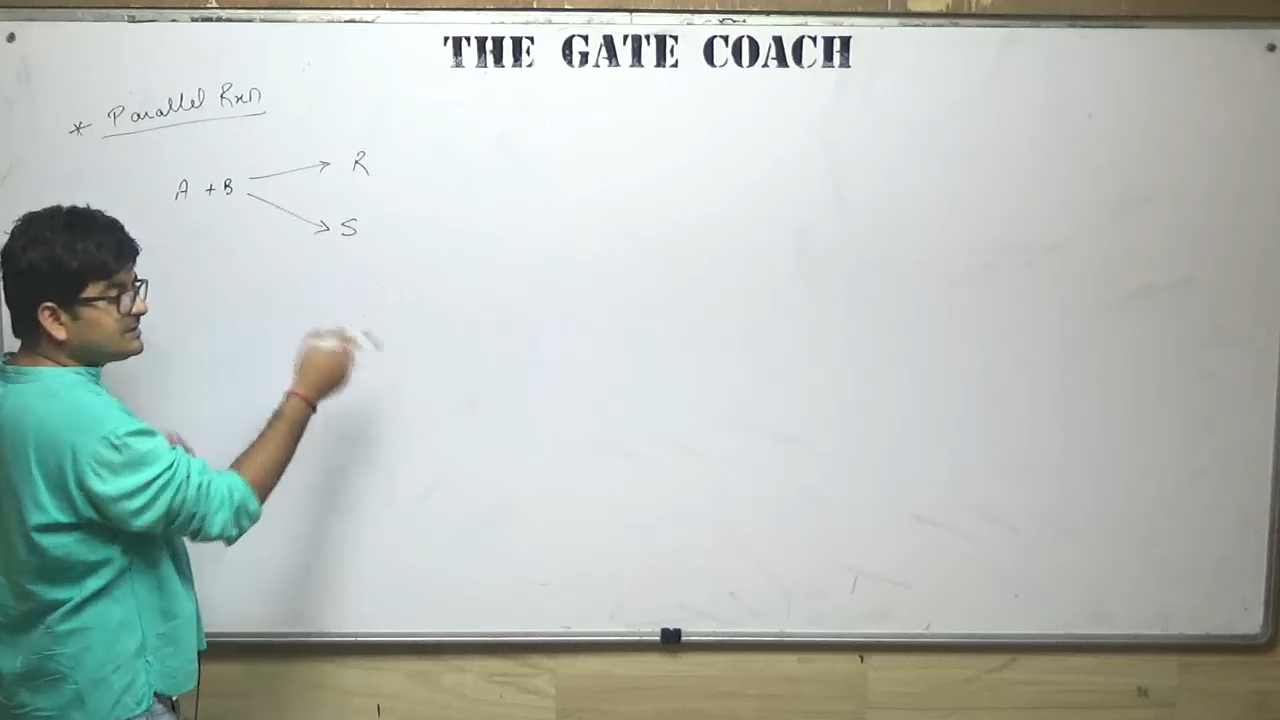 THE GATE COACH
* Parallel Rxn
A + B → R
→ S